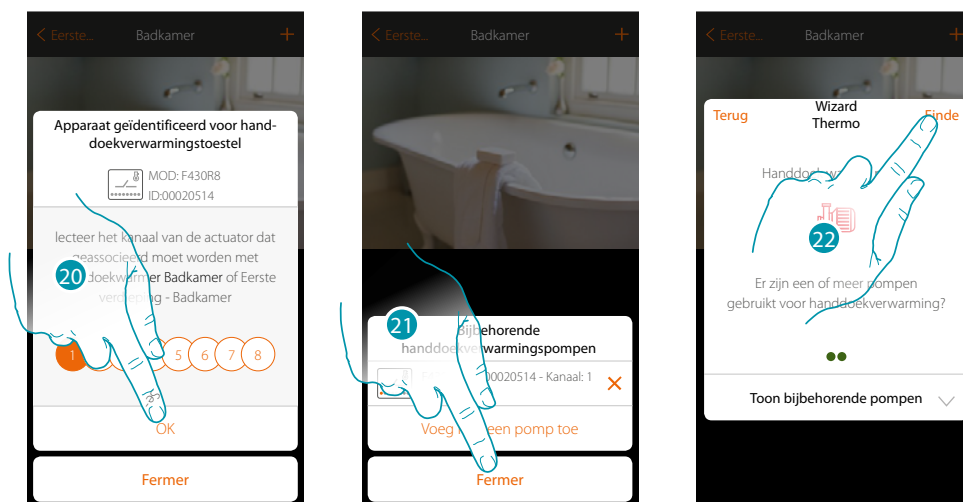 Eerste...
Badkamer
Apparaat geïdentificeerd voor hand-
doekverwarmingstoestel
MOD: F430R8
ID:00020514
lecteer het kanaal van de actuator dat
geassocieerd moet worden met
doekwarmer Badkamer of Eerste
verdieping - Badkamer
20
1
5
6
7
8
OK
Fermer
Eerste...
Badkamer
21
Bijbehorende
handdoekverwarmingspompen
00020514 - Kanaal: 1
Voeg een pomp toe
Fermer
Eerste...
Badkamer
Terug
Wizard
Thermo
Einde
22
Er zijn een of meer pompen
gebruikt voor handdoekverwarming?
Toon bijbehorende pompen